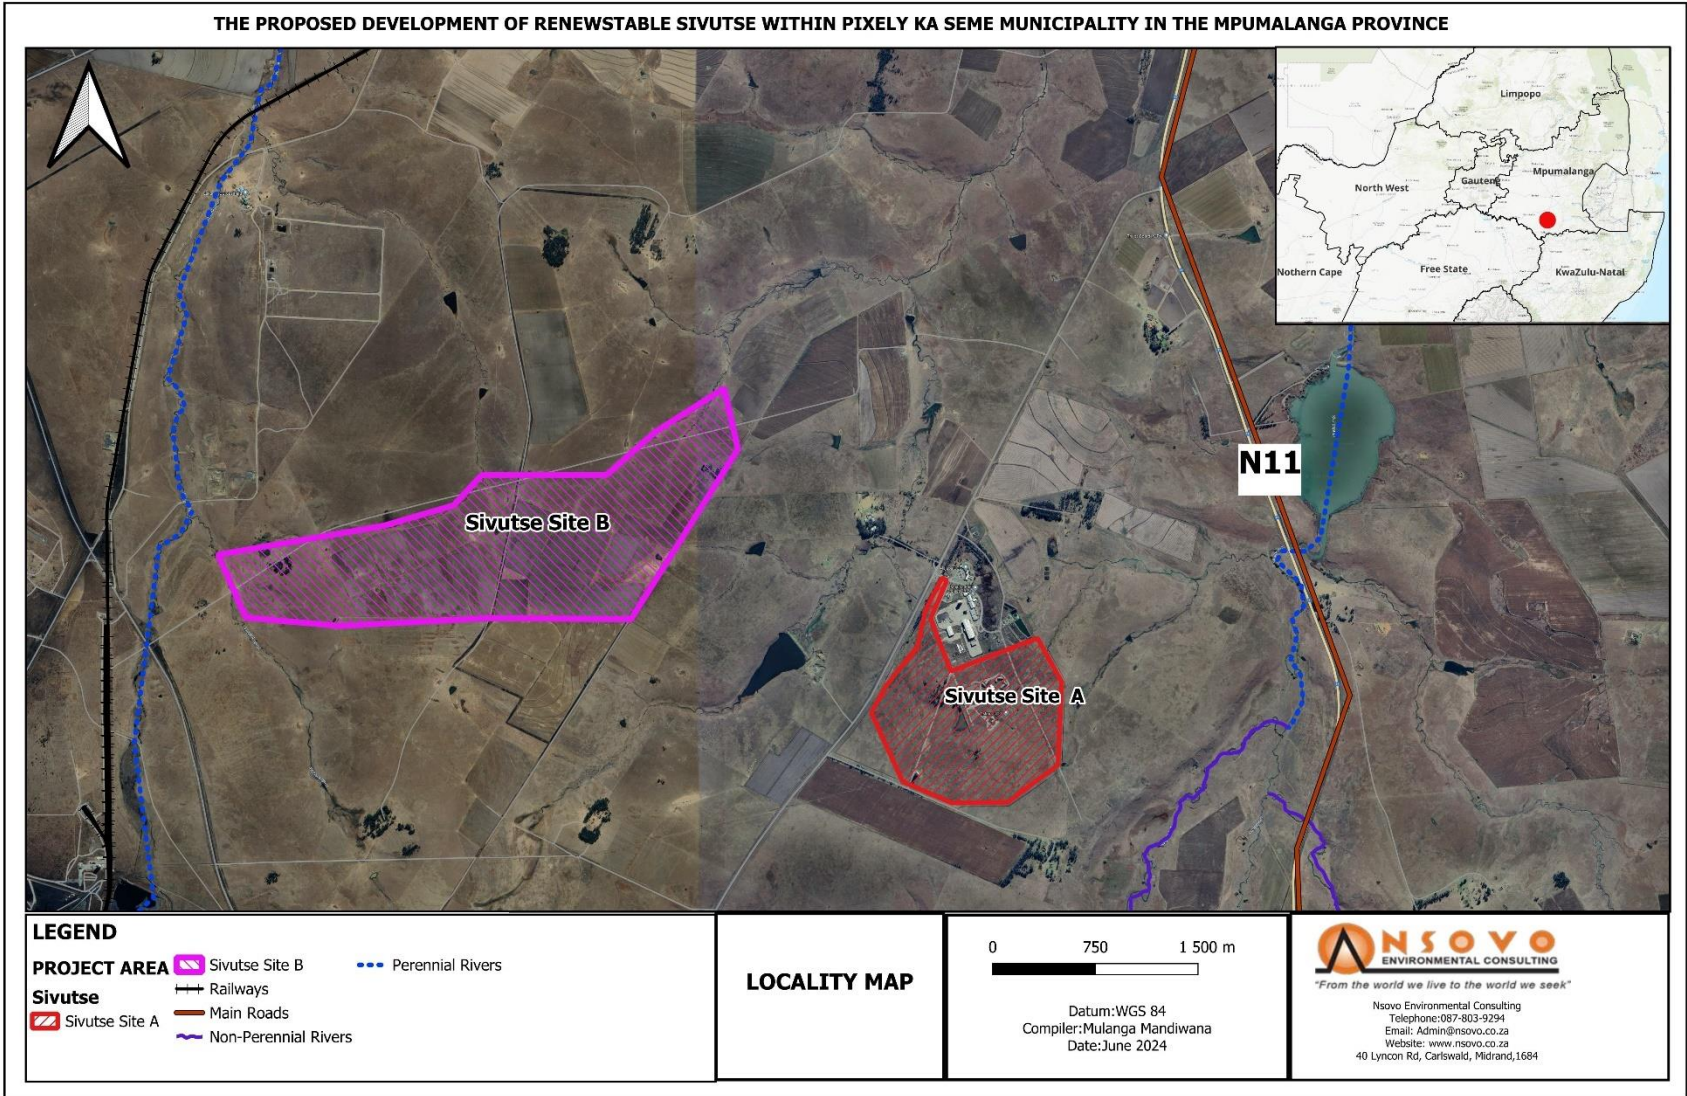 THE PROPOSED DEVELOPMENT OF RENEWSTABLE SIVUTSE WITHIN PIXELY KA SEME MUNICIPALITY IN THE MPUMALANGA PROVINCE
Limpopo
Mpumalanga
Gauteng
North West
Free State
KwaZulu-Natal
Nothern Cape
N11
Sivutse Site B
Sivutse Site A
LEGEND
PROJECT AREA
Sivutse
Sivutse Site A
Sivutse Site B
Railways
Main Roads
Non-Perennial Rivers
Perennial Rivers
LOCALITY MAP
0 750 1 500 m
Datum:WGS 84
Compiler:Mulanga Mandiwana
Date:June 2024
NSOVO
ENVIRONMENTAL CONSULTING
"From the world we live to the world we seek"
Nsovo Environmental Consulting
Telephone:087-803-9294
Email: Admin@nsovo.co.za
Website: www.nsovo.co.za
40 Lyncon Rd, Carlswald, Midrand,1684